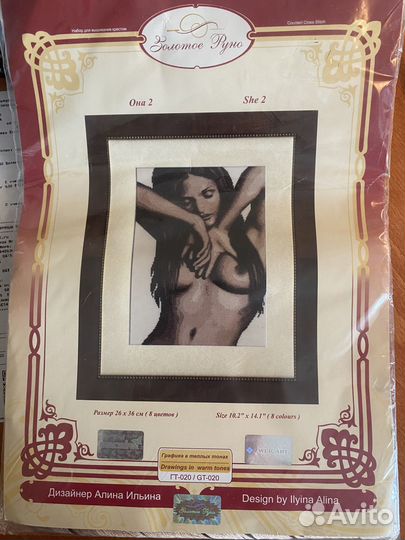 Набор для вышивания крестом
Counted Cross Stitch
Золотое Руно
Она 2
She 2
Размер 26 x 36 см ( 8 цветов )
Size 10.2" x 14.1" ( 8 colours )
Графика в теплых тонах
Drawings in warm tones
ГТ-020 / GT-020
Дизайнер Алина Ильина
Design by Ilyina Alina
Золотое Руно
Avito